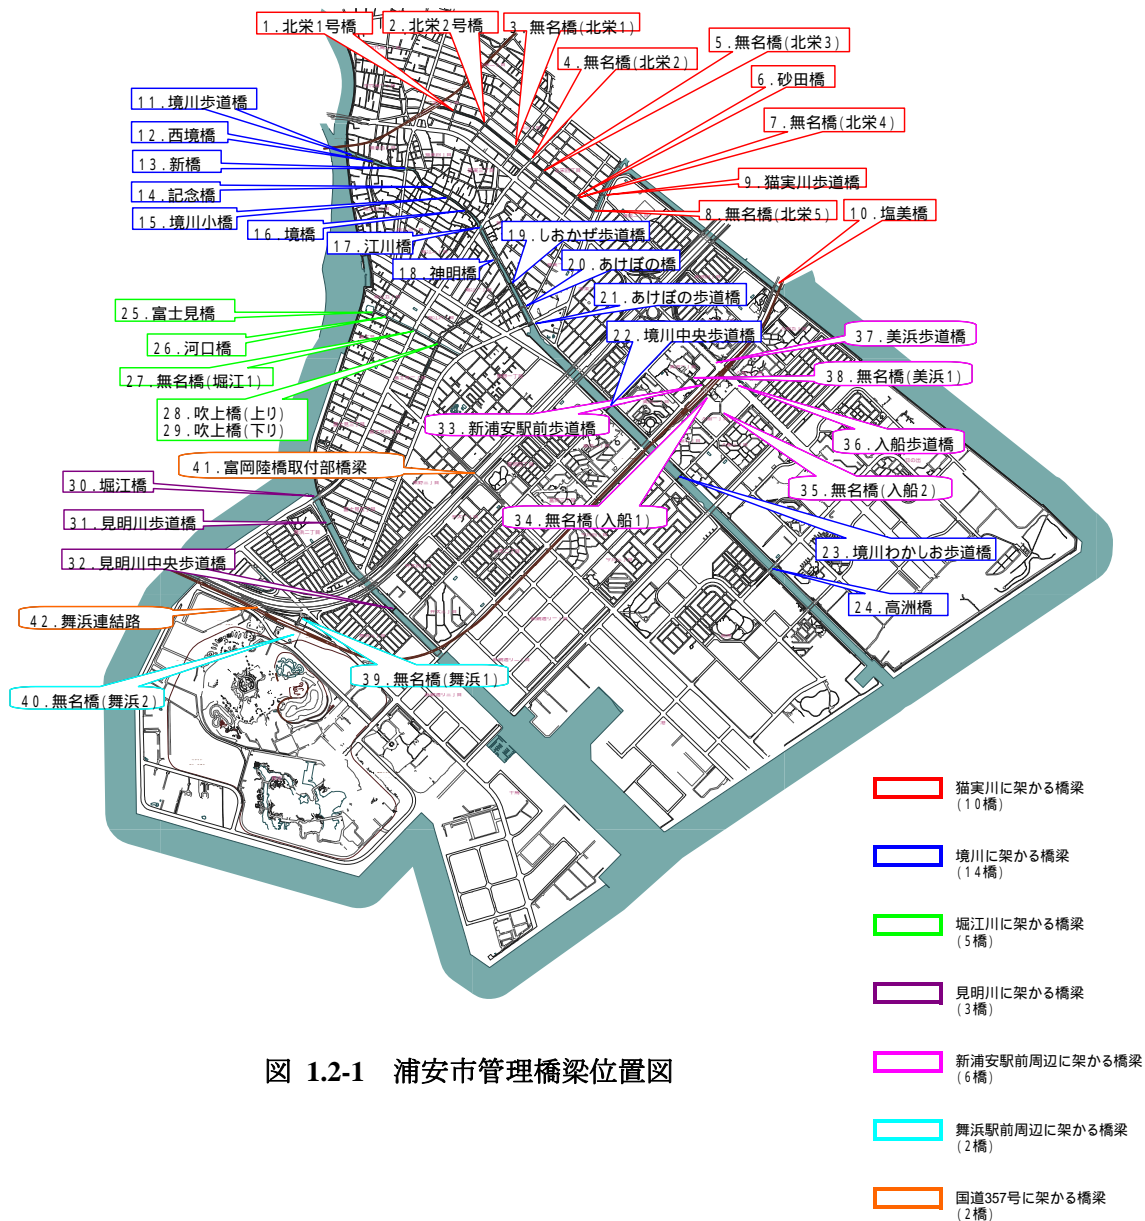 1.北栄1号橋
2.北栄2号橋
3.無名橋(北栄1)
4.無名橋(北栄2)
5.無名橋(北栄3)
6.砂田橋
7.無名橋(北栄4)
9.猫実川歩道橋
8.無名橋(北栄5)
10.塩美橋
11.境川歩道橋
12.西境橋
13.新橋
14.記念橋
15.境川小橋
16.境橋
17.江川橋
18.神明橋
19.しおかぜ歩道橋
20.あけぼの橋
21.あけぼの歩道橋
22.境川中央歩道橋
25.富士見橋
26.河口橋
27.無名橋(堀江1)
28.吹上橋(上り)
29.吹上橋(下り)
37.美浜歩道橋
38.無名橋(美浜1)
33.新浦安駅前歩道橋
36.入船歩道橋
35.無名橋(入船2)
34.無名橋(入船1)
41.富岡陸橋取付部橋梁
30.堀江橋
31.見明川歩道橋
32.見明川中央歩道橋
23.境川わかしお歩道橋
24.高洲橋
42.舞浜連結路
39.無名橋(舞浜1)
40.無名橋(舞浜2)
猫実川に架かる橋梁
(10橋)
境川に架かる橋梁
(14橋)
堀江川に架かる橋梁
(5橋)
見明川に架かる橋梁
(3橋)
新浦安駅前周辺に架かる橋梁
(6橋)
舞浜駅前周辺に架かる橋梁
(2橋)
国道357号に架かる橋梁
(2橋)
図 1.2-1 浦安市管理橋梁位置図